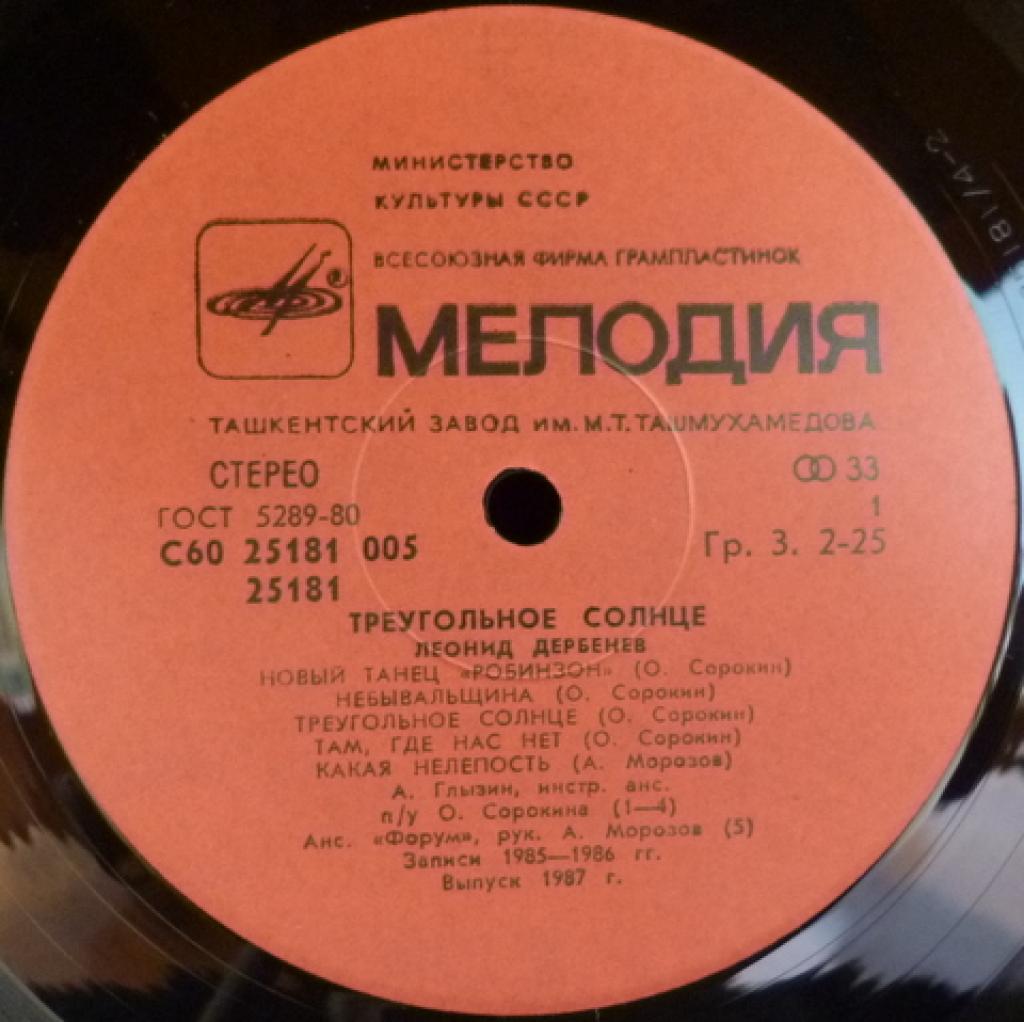 МИНИСТЕРСТВО
КУЛЬТУРЫ СССР
ВСЕСОЮЗНАЯ ФИРМА ГРАМПЛАСТИНОК
МЕЛОДИЯ
ТАШКЕНТСКИЙ ЗАВОД им. М.Т.ТАШМУХАМЕДОВА
СТЕРЕО
33
ГОСТ 5289-80
1
С60 25181 005
Гр. 3. 2-25
25181
ТРЕУГОЛЬНОЕ СОЛНЦЕ
ЛЕОНИД ДЕРБЕНЕВ
НОВЫЙ ТАНЕЦ «РОБИНЗОН» (О. Сорокин)
НЕБЫВАЛЬЩИНА (О. Сорокин)
ТРЕУГОЛЬНОЕ СОЛНЦЕ (О. Сорокин)
ТАМ, ГДЕ НАС НЕТ (О. Сорокин)
КАКАЯ НЕЛЕПОСТЬ (А. Морозов)
А. Глызин, инстр. анс.
п/у О. Сорокина (1—4)
Анс. «Форум», рук. А. Морозов (5)
Записи 1985—1986 гг.
Выпуск 1987 г.
181/4-2